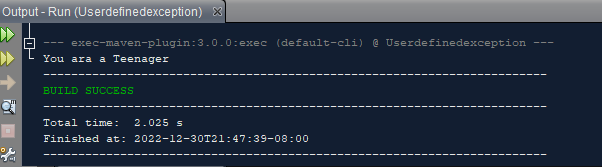 Output - Run (Userdefinedexception)
--- exec-maven-plugin:3.0.0:exec (default-cli) @ Userdefinedexception ---
You ara a Teenager
------------------------------------------------------------------------
BUILD SUCCESS
------------------------------------------------------------------------
Total time:  2.025 s
Finished at: 2022-12-30T21:47:39-08:00
------------------------------------------------------------------------